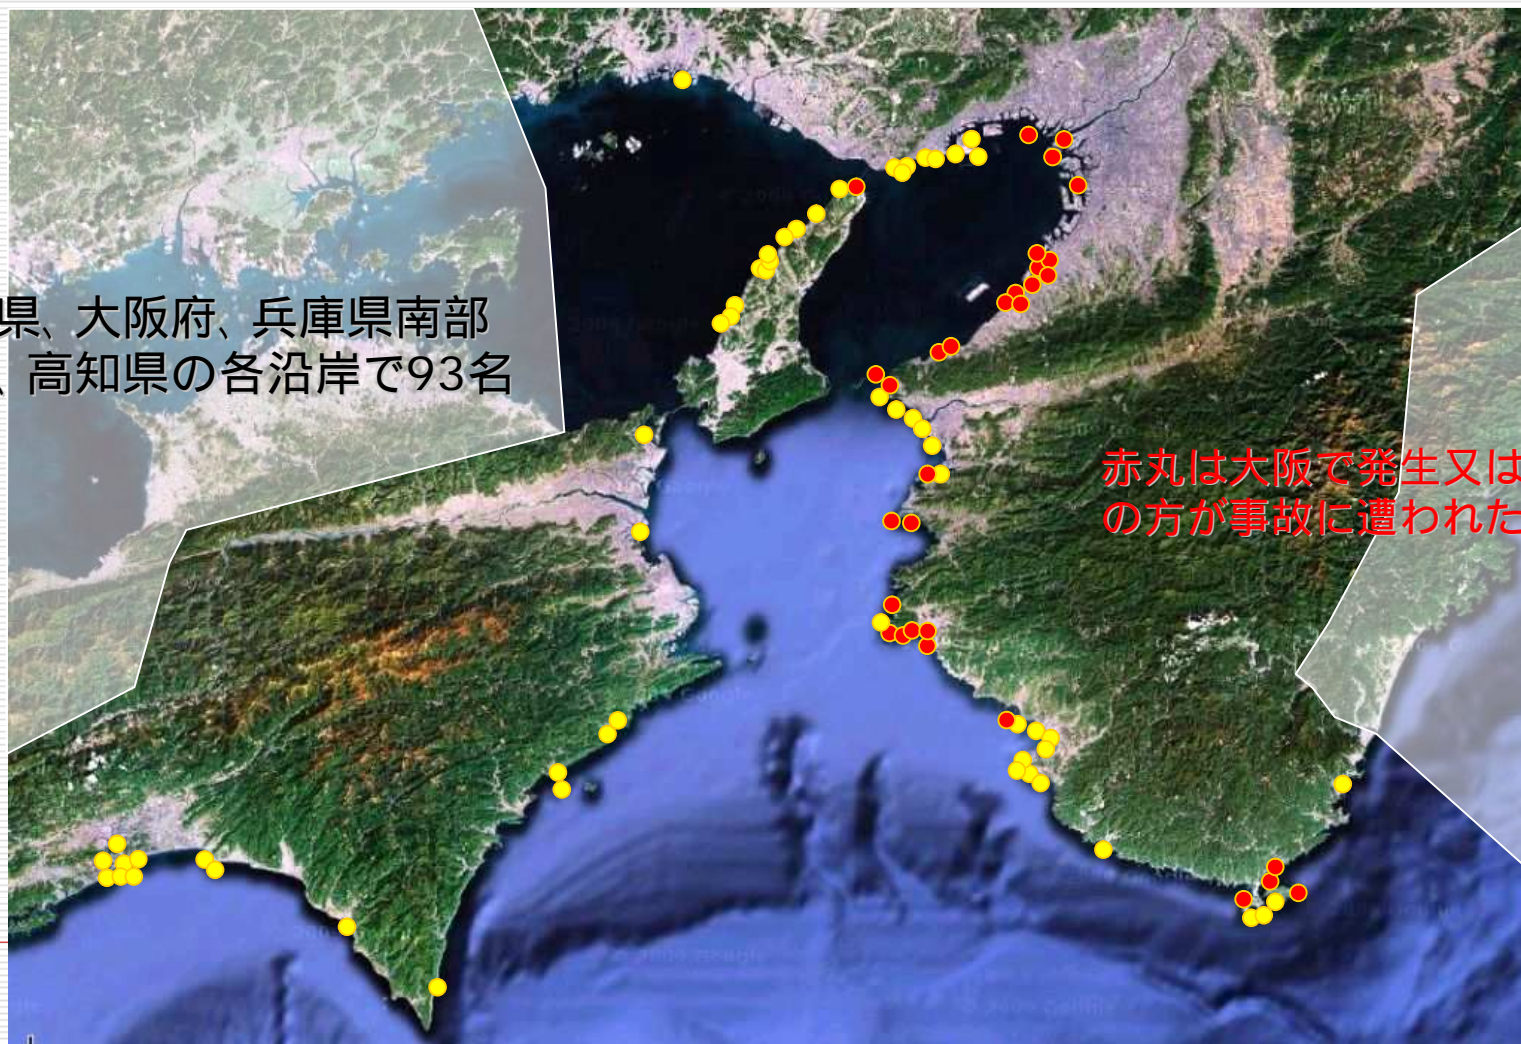 県、大阪府、兵庫県南部
、高知県の各沿岸で93名
赤丸は大阪で発生又は
の方が事故に遭われた